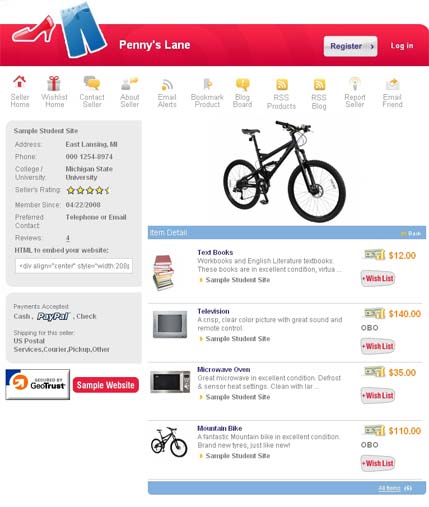 Penny's Lane
Register
Log in
Seller Home
Wishlist Home
Contact Seller
About Seller
Email Alerts
Bookmark Product
Blog Board
RSS Products
RSS Blog
Report Seller
Email Friend
Sample Student Site
Address: East Lansing, MI
Phone: 000 1254-8974
College / University: Michigan State University
Seller's Rating:
Member Since: 04/22/2008
Preferred Contact: Telephone or Email
Reviews: 4
HTML to embed your website:
<div align="center" style="width:208p
Payments Accepted:
Cash, PayPal, Check
Shipping for this seller:
US Postal
Services,Courier,Pickup,Other
SECURED BY
GeoTrust
Sample Website
Item Detail
Back
Text Books
Workbooks and English Literature textbooks.
These books are in excellent condition, virtua ...
Sample Student Site
$12.00
+Wish List
Television
A crisp, clear color picture with great sound and
remote control
Sample Student Site
$140.00
OBO
+Wish List
Microwave Oven
Great microwave in excellent condition. Defrost
& sensor heat settings. Clean with lar ...
Sample Student Site
$35.00
+Wish List
Mountain Bike
A fantastic Mountain bike in excellent condition.
Brand new tyres, just like new!
Sample Student Site
$110.00
OBO
+Wish List
All Items